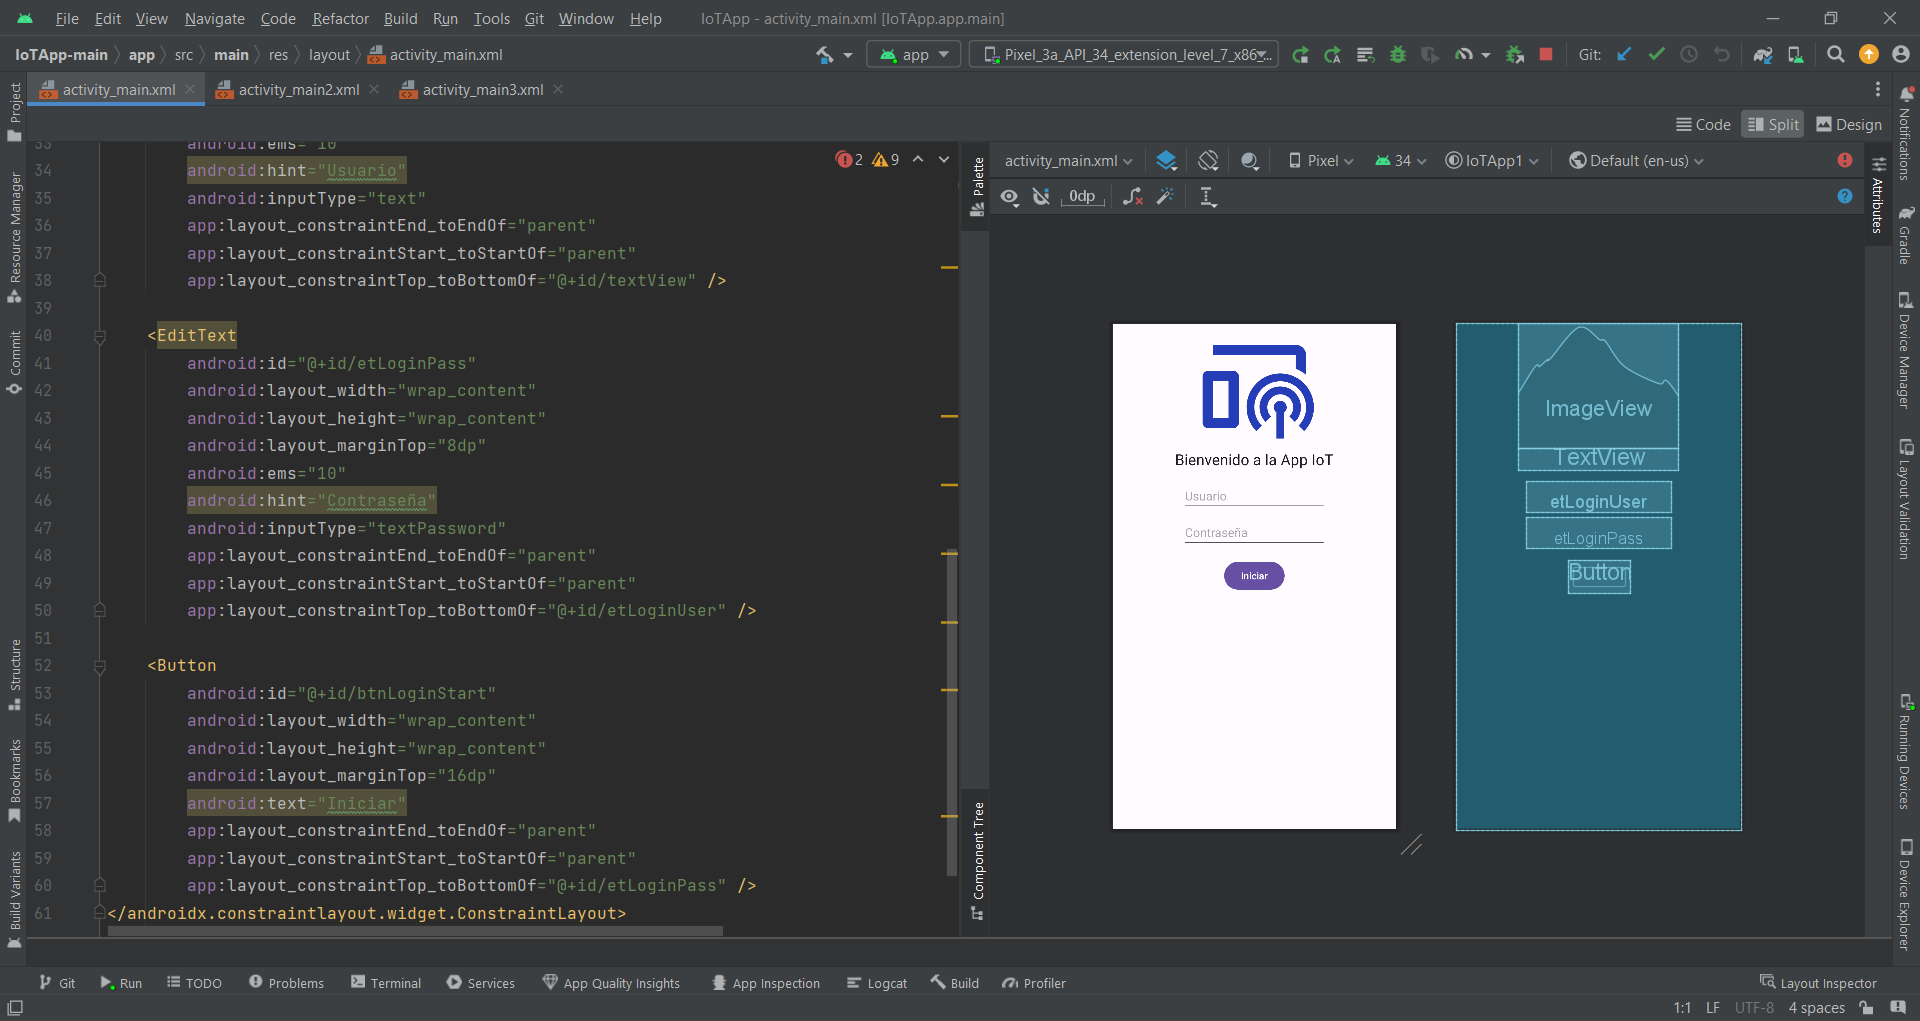 File Edit View Navigate Code Refactor Build Run Tools Git Window Help IoTApp - activity_main.xml [IoTApp.app.main]
IoTApp-main app src main res layout activity_main.xml app Pixel_3a_API_34_extension_level_7_x86_... Git:
activity_main.xml activity_main2.xml activity_main3.xml
Code Split Design
Project
Resource Manager
Commit
Structure
Bookmarks
Build Variants
2 9
33 android:ems="10"
34 android:hint="Usuario"
35 android:inputType="text"
36 app:layout_constraintEnd_toEndOf="parent"
37 app:layout_constraintStart_toStartOf="parent"
38 app:layout_constraintTop_toBottomOf="@+id/textView" />
39
40 <EditText
41 android:id="@+id/etLoginPass"
42 android:layout_width="wrap_content"
43 android:layout_height="wrap_content"
44 android:layout_marginTop="8dp"
45 android:ems="10"
46 android:hint="Contraseña"
47 android:inputType="textPassword"
48 app:layout_constraintEnd_toEndOf="parent"
49 app:layout_constraintStart_toStartOf="parent"
50 app:layout_constraintTop_toBottomOf="@+id/etLoginUser" />
51
52 <Button
53 android:id="@+id/btnLoginStart"
54 android:layout_width="wrap_content"
55 android:layout_height="wrap_content"
56 android:layout_marginTop="16dp"
57 android:text="Iniciar"
58 app:layout_constraintEnd_toEndOf="parent"
59 app:layout_constraintStart_toStartOf="parent"
60 app:layout_constraintTop_toBottomOf="@+id/etLoginPass" />
61 </androidx.constraintlayout.widget.ConstraintLayout>
Palette
Component Tree
activity_main.xml Pixel 34 IoTApp1 Default (en-us)
0dp
Bienvenido a la App IoT
Usuario
Contraseña
Iniciar
ImageView
TextView
etLoginUser
etLoginPass
Button
Attributes
Notifications
Gradle
Device Manager
Layout Validation
Running Devices
Device Explorer
Git Run TODO Problems Terminal Services App Quality Insights App Inspection Logcat Build Profiler Layout Inspector
1:1 LF UTF-8 4 spaces